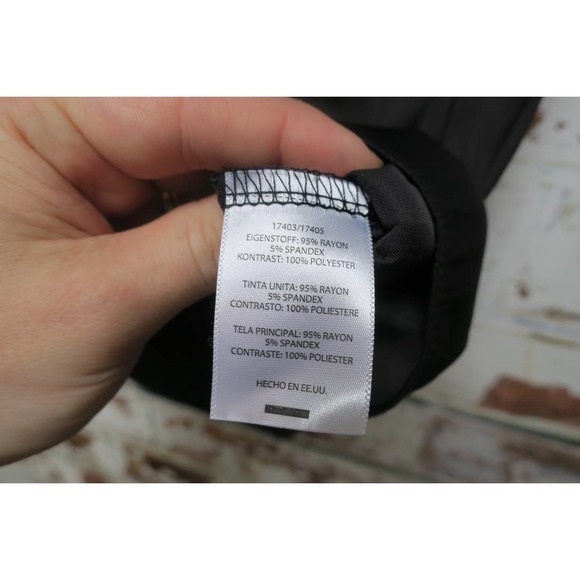 17403/17405
EIGENSTOFF: 95% RAYON
5% SPANDEX
KONTRAST: 100% POLYESTER
TINTA UNITA: 95% RAYON
5% SPANDEX
CONTRASTO: 100% POLIESTERE
TELA PRINCIPAL: 95% RAYON
5% SPANDEX
CONTRASTE: 100% POLIESTER
HECHO EN EE.UU.